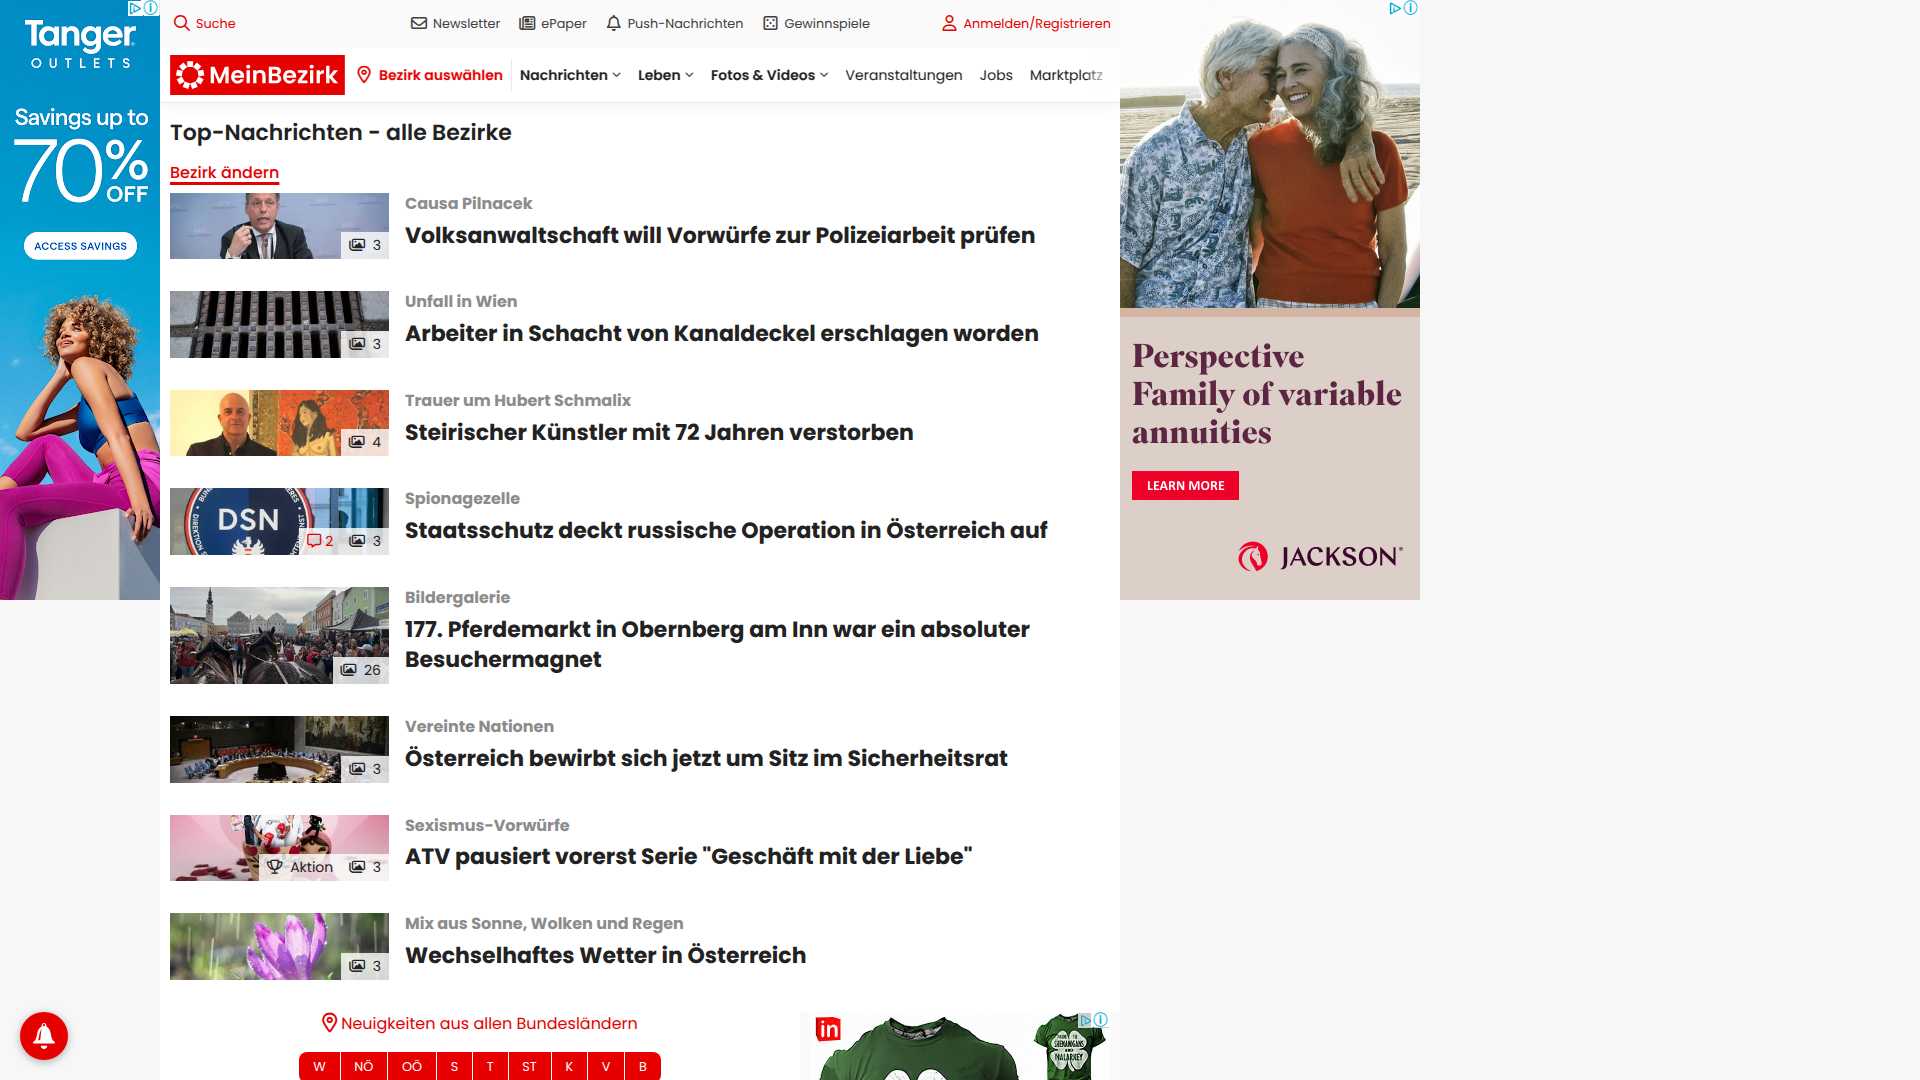 Tanger
OUTLETS
Savings up to
70%
OFF
ACCESS SAVINGS
Suche
Newsletter
ePaper
Push-Nachrichten
Gewinnspiele
Anmelden/Registrieren
MeinBezirk
Bezirk auswählen
Nachrichten
Leben
Fotos & Videos
Veranstaltungen
Jobs
Marktplatz
Top-Nachrichten - alle Bezirke
Bezirk ändern
3
Causa Pilnacek
Volksanwaltschaft will Vorwürfe zur Polizeiarbeit prüfen
3
Unfall in Wien
Arbeiter in Schacht von Kanaldeckel erschlagen worden
4
Trauer um Hubert Schmalix
Steirischer Künstler mit 72 Jahren verstorben
DSN
2
3
Spionagezelle
Staatsschutz deckt russische Operation in Österreich auf
26
Bildergalerie
177. Pferdemarkt in Obernberg am Inn war ein absoluter
Besuchermagnet
3
Vereinte Nationen
Österreich bewirbt sich jetzt um Sitz im Sicherheitsrat
Aktion
3
Sexismus-Vorwürfe
ATV pausiert vorerst Serie "Geschäft mit der Liebe"
3
Mix aus Sonne, Wolken und Regen
Wechselhaftes Wetter in Österreich
Neuigkeiten aus allen Bundesländern
W
NÖ
OÖ
S
T
ST
K
V
B
in
SHENANIGANS
AND
MALARKEY
Perspective
Family of variable
annuities
LEARN MORE
JACKSON®